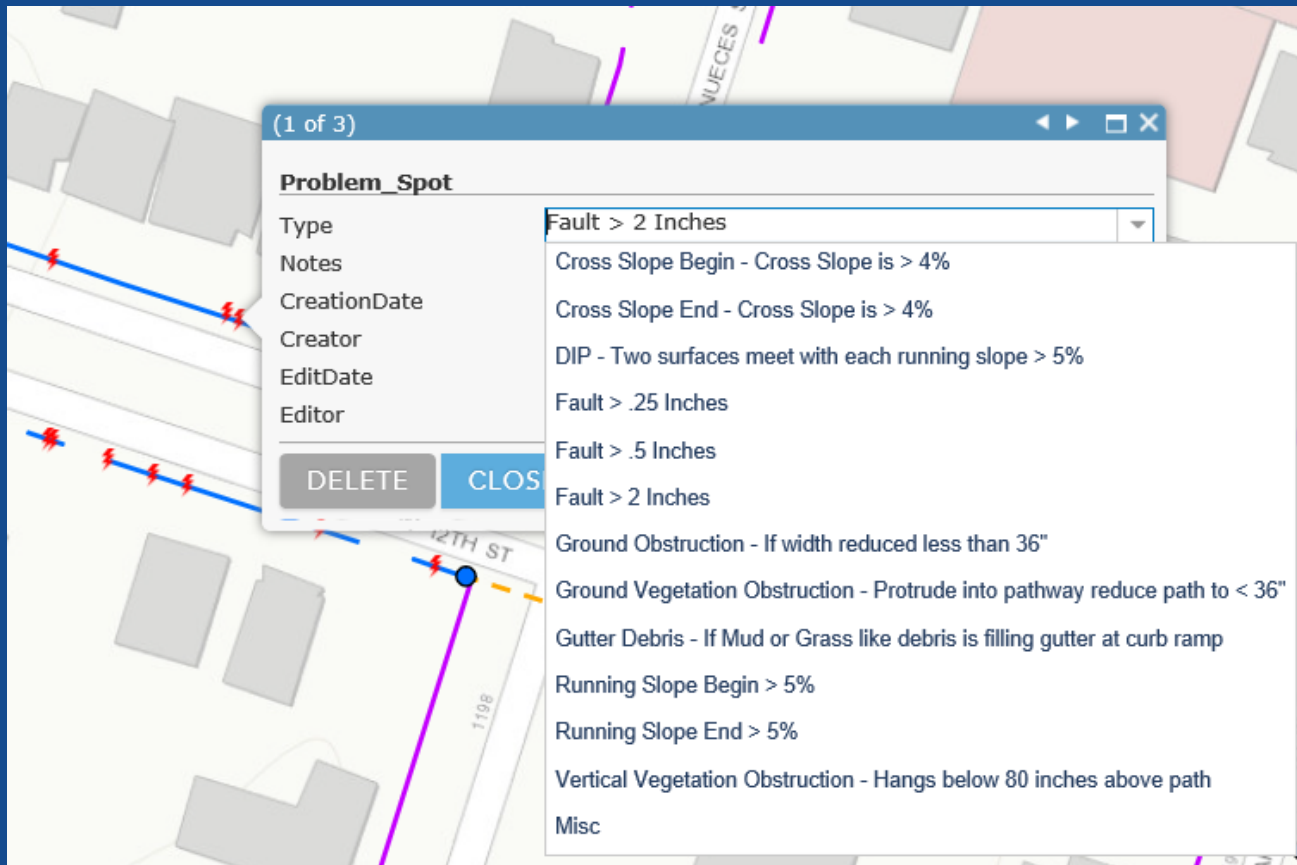 NUECES S
(1 of 3)
Problem_Spot
Type
Fault > 2 Inches
Notes
CreationDate
Creator
EditDate
Editor
DELETE
CLOS
Cross Slope Begin - Cross Slope is > 4%
Cross Slope End - Cross Slope is > 4%
DIP - Two surfaces meet with each running slope > 5%
Fault > .25 Inches
Fault > .5 Inches
Fault > 2 Inches
Ground Obstruction - If width reduced less than 36"
Ground Vegetation Obstruction - Protrude into pathway reduce path to < 36"
Gutter Debris - If Mud or Grass like debris is filling gutter at curb ramp
Running Slope Begin > 5%
Running Slope End > 5%
Vertical Vegetation Obstruction - Hangs below 80 inches above path
Misc
12TH ST
1198